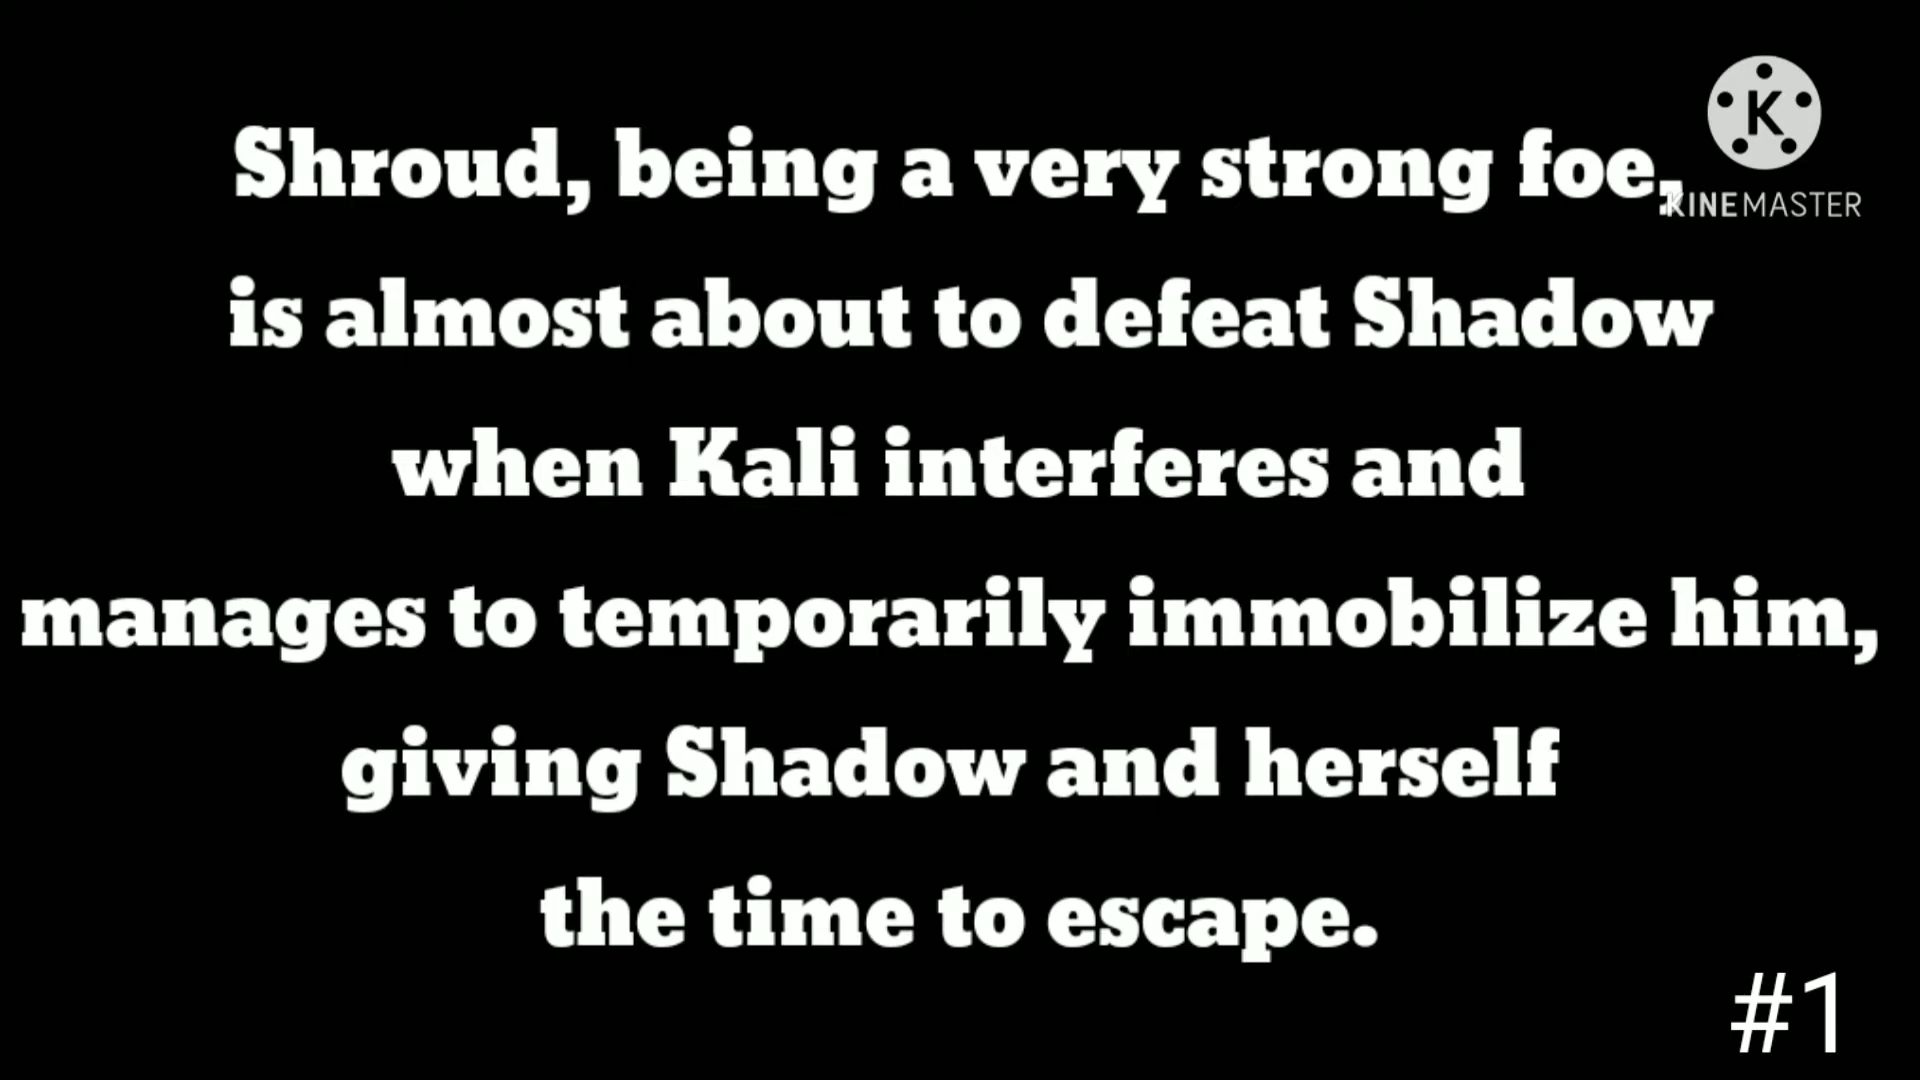 Shroud, being a very strong foe,
K
KINEMASTER
is almost about to defeat Shadow
when Kali interferes and
manages to temporarily immobilize him,
giving Shadow and herself
the time to escape.
#1